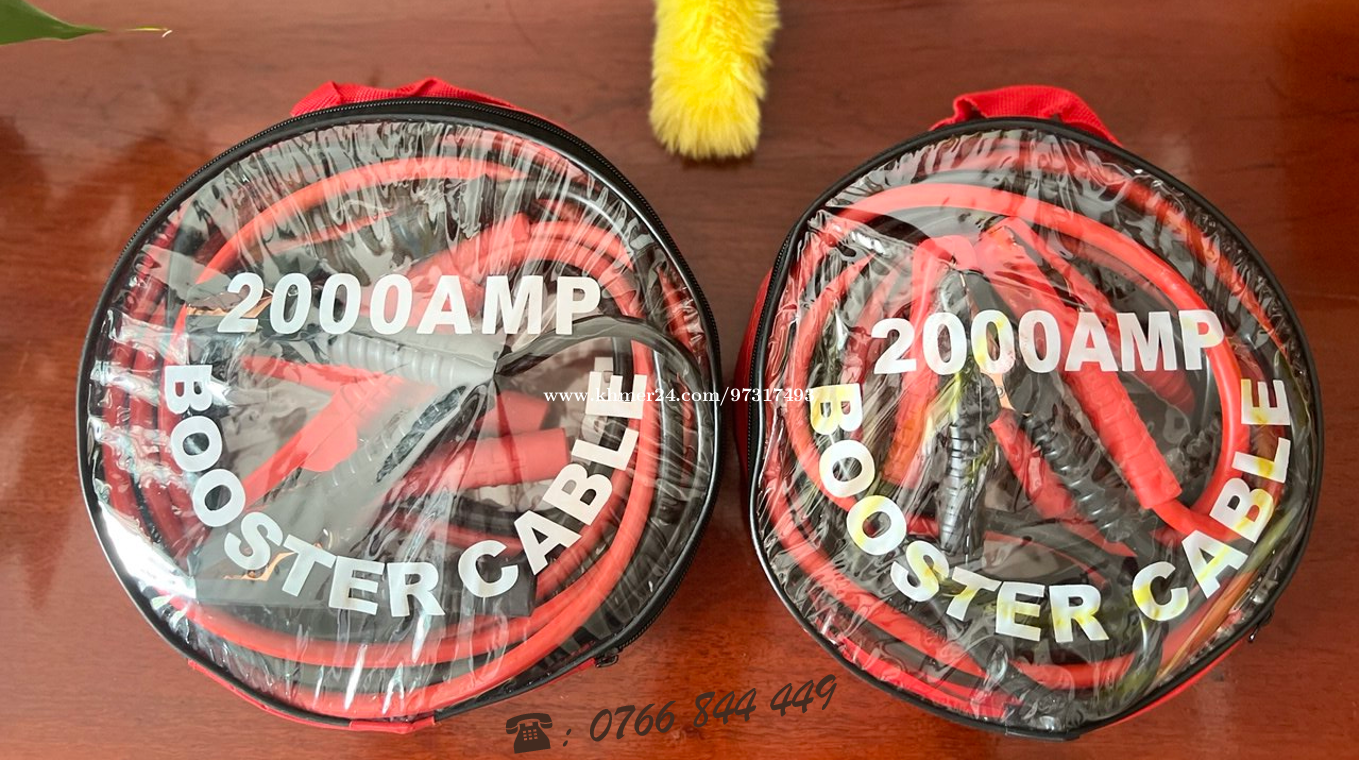 2000AMP
BOOSTER CABLE
2000AMP
BOOSTER CABLE
www.khmer24.com/97317493
: 0766 844 449